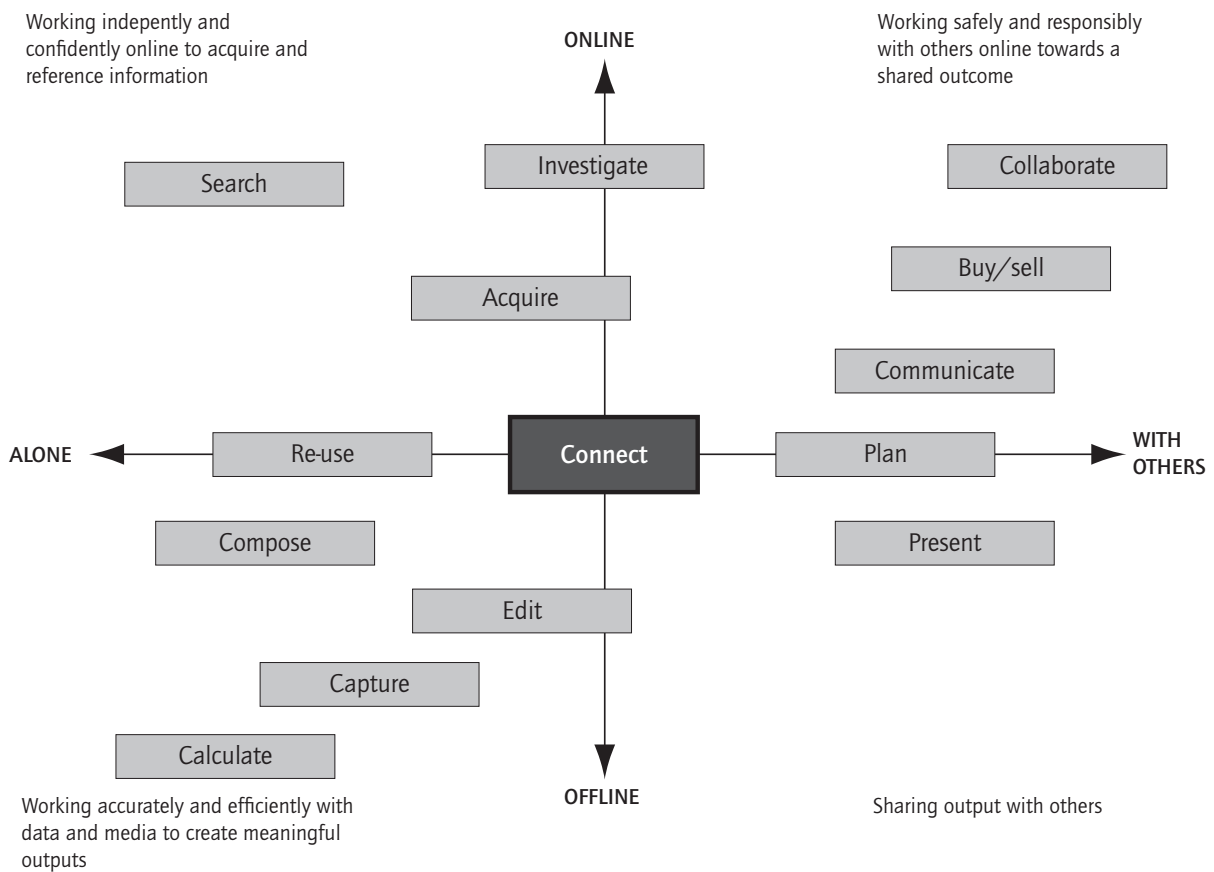 Working indepently and
confidently online to acquire and
reference information
ONLINE
Working safely and responsibly
with others online towards a
shared outcome
Search
Investigate
Collaborate
Buy/sell
Acquire
Communicate
ALONE
Re-use
Connect
Plan
WITH
OTHERS
Compose
Present
Edit
Capture
Calculate
OFFLINE
Working accurately and efficiently with
data and media to create meaningful
outputs
Sharing output with others